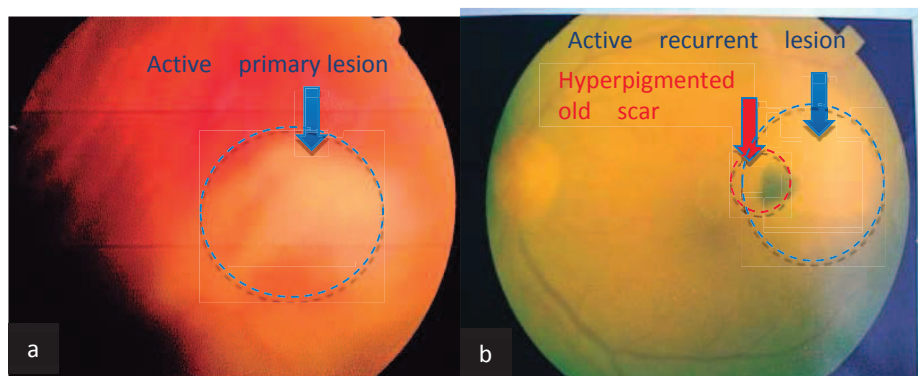 Active primary lesion
a
Active recurrent lesion
Hyperpigmented
old scar
b